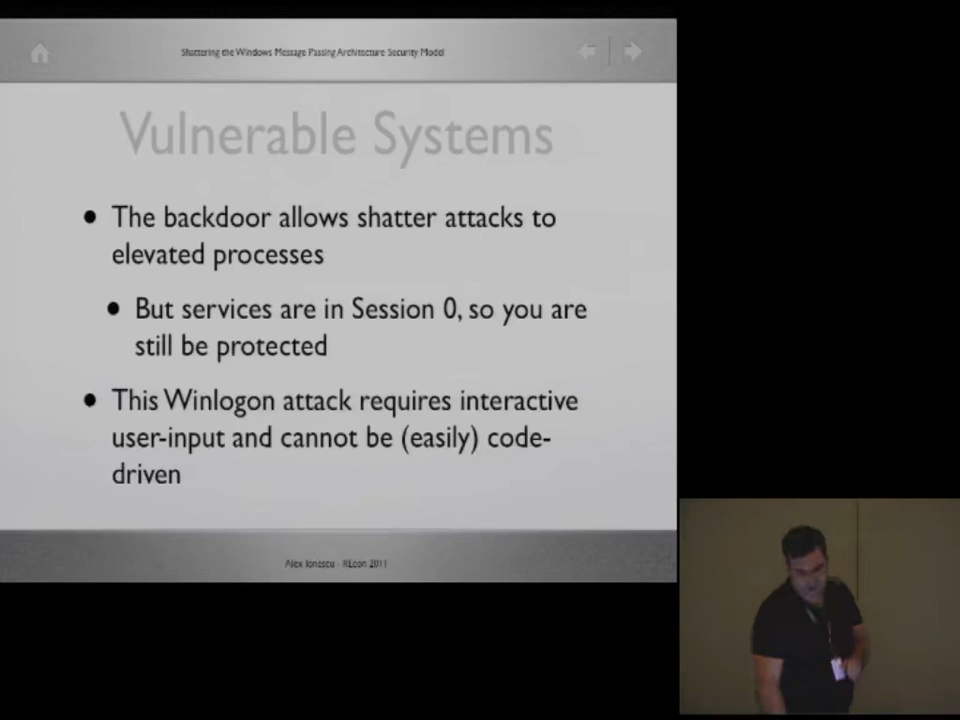 Shattering the Windows Message Passing Architecture Security Model
Vulnerable Systems
• The backdoor allows shatter attacks to
elevated processes
• But services are in Session 0, so you are
still be protected
• This Winlogon attack requires interactive
user-input and cannot be (easily) code-
driven
Alex Ionescu - REcon 2011